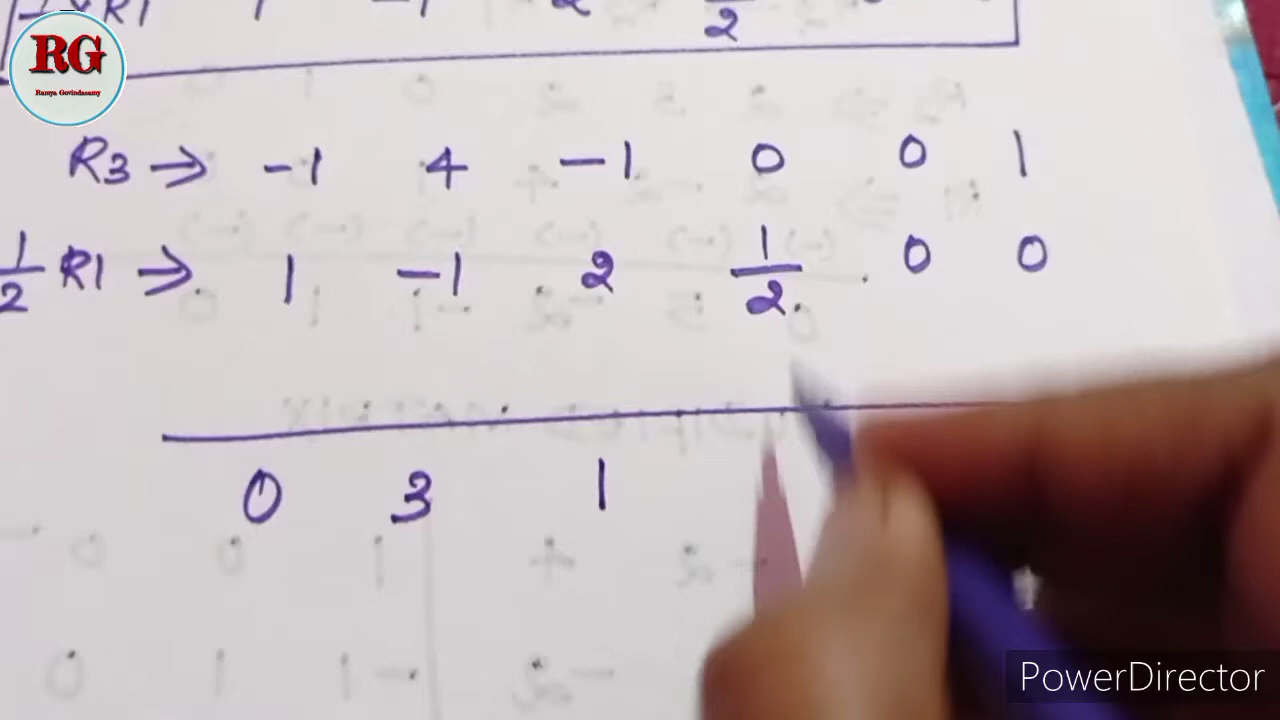 RG
Ramya Govindasamy
R3 → -1 4 -1 0 0 1
1/2 R1 → 1 -1 2 1/2 0 0
0 3 1
PowerDirector